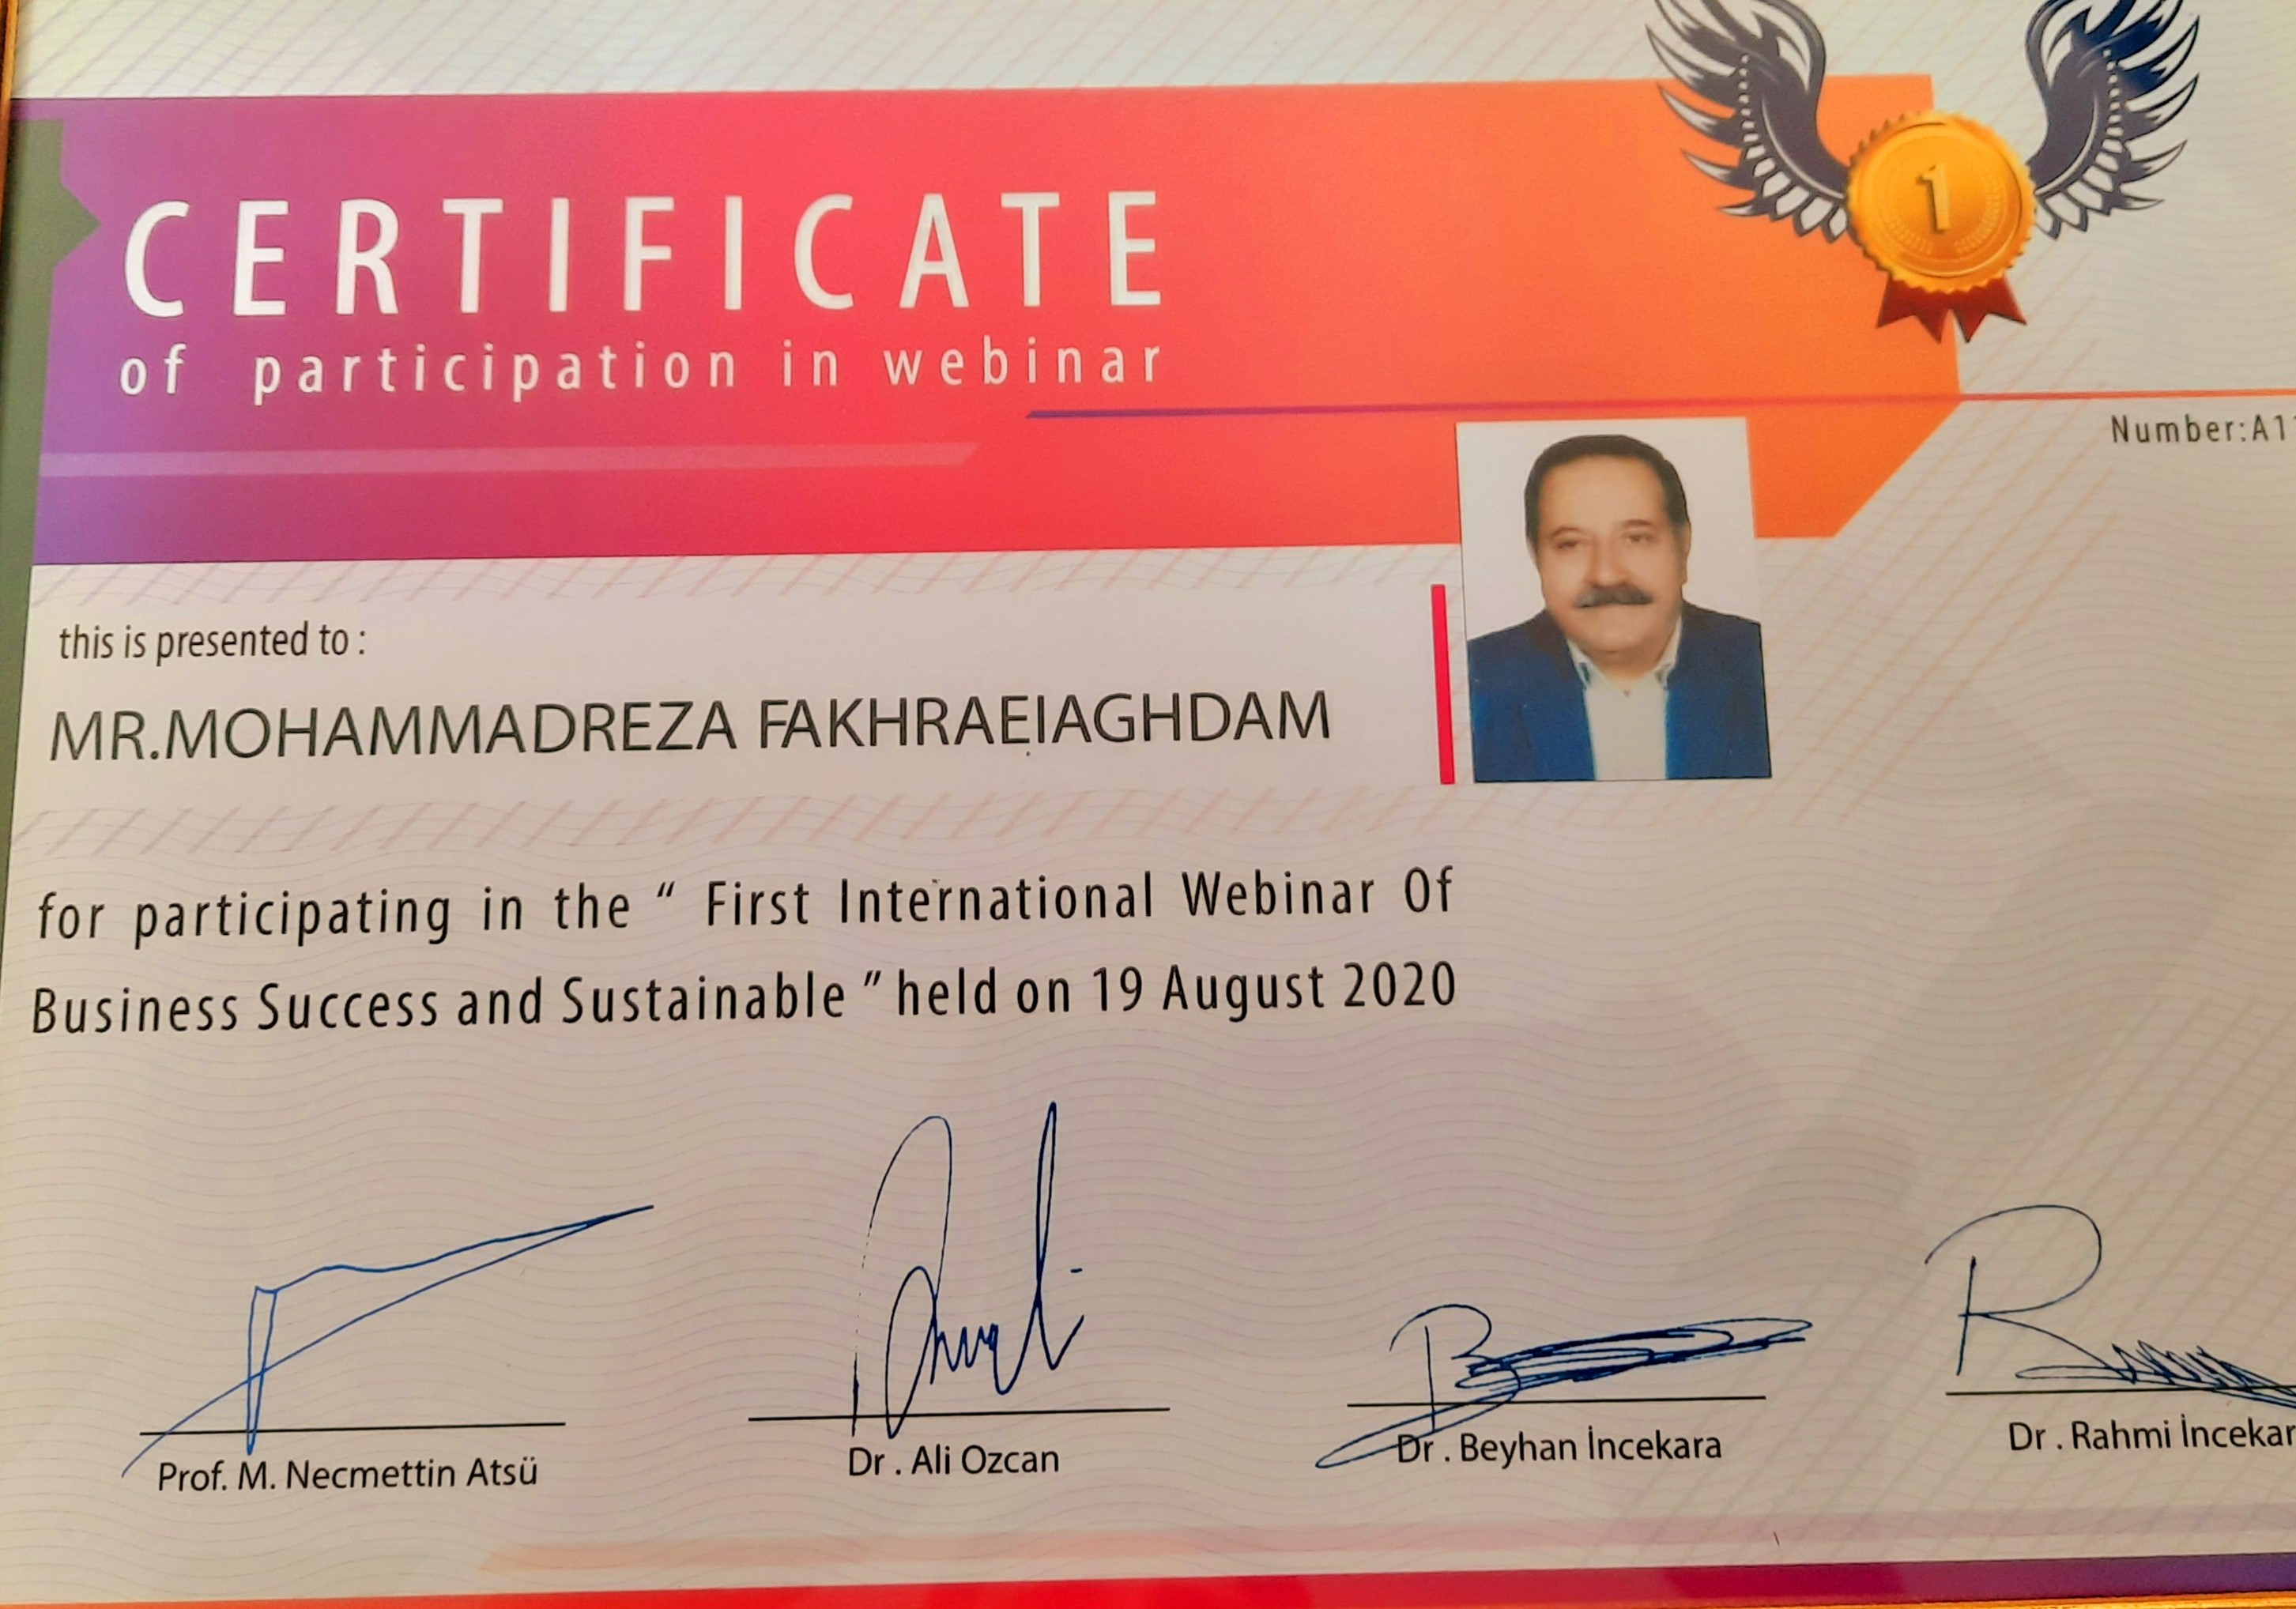 1
CERTIFICATE
of participation in webinar
Number:A11
this is presented to :
MR.MOHAMMADREZA FAKHRAEIAGHDAM
for participating in the “ First International Webinar Of
Business Success and Sustainable ” held on 19 August 2020
Prof. M. Necmettin Atsü
Dr . Ali Ozcan
Dr . Beyhan İncekara
Dr . Rahmi İncekar